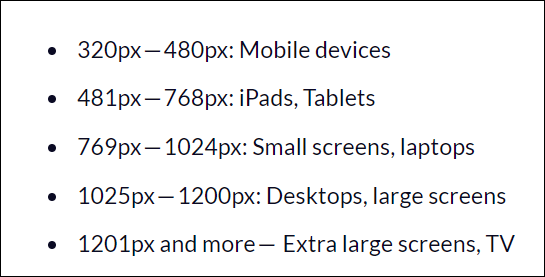 • 320px — 480px: Mobile devices
• 481px — 768px: iPads, Tablets
• 769px — 1024px: Small screens, laptops
• 1025px — 1200px: Desktops, large screens
• 1201px and more — Extra large screens, TV